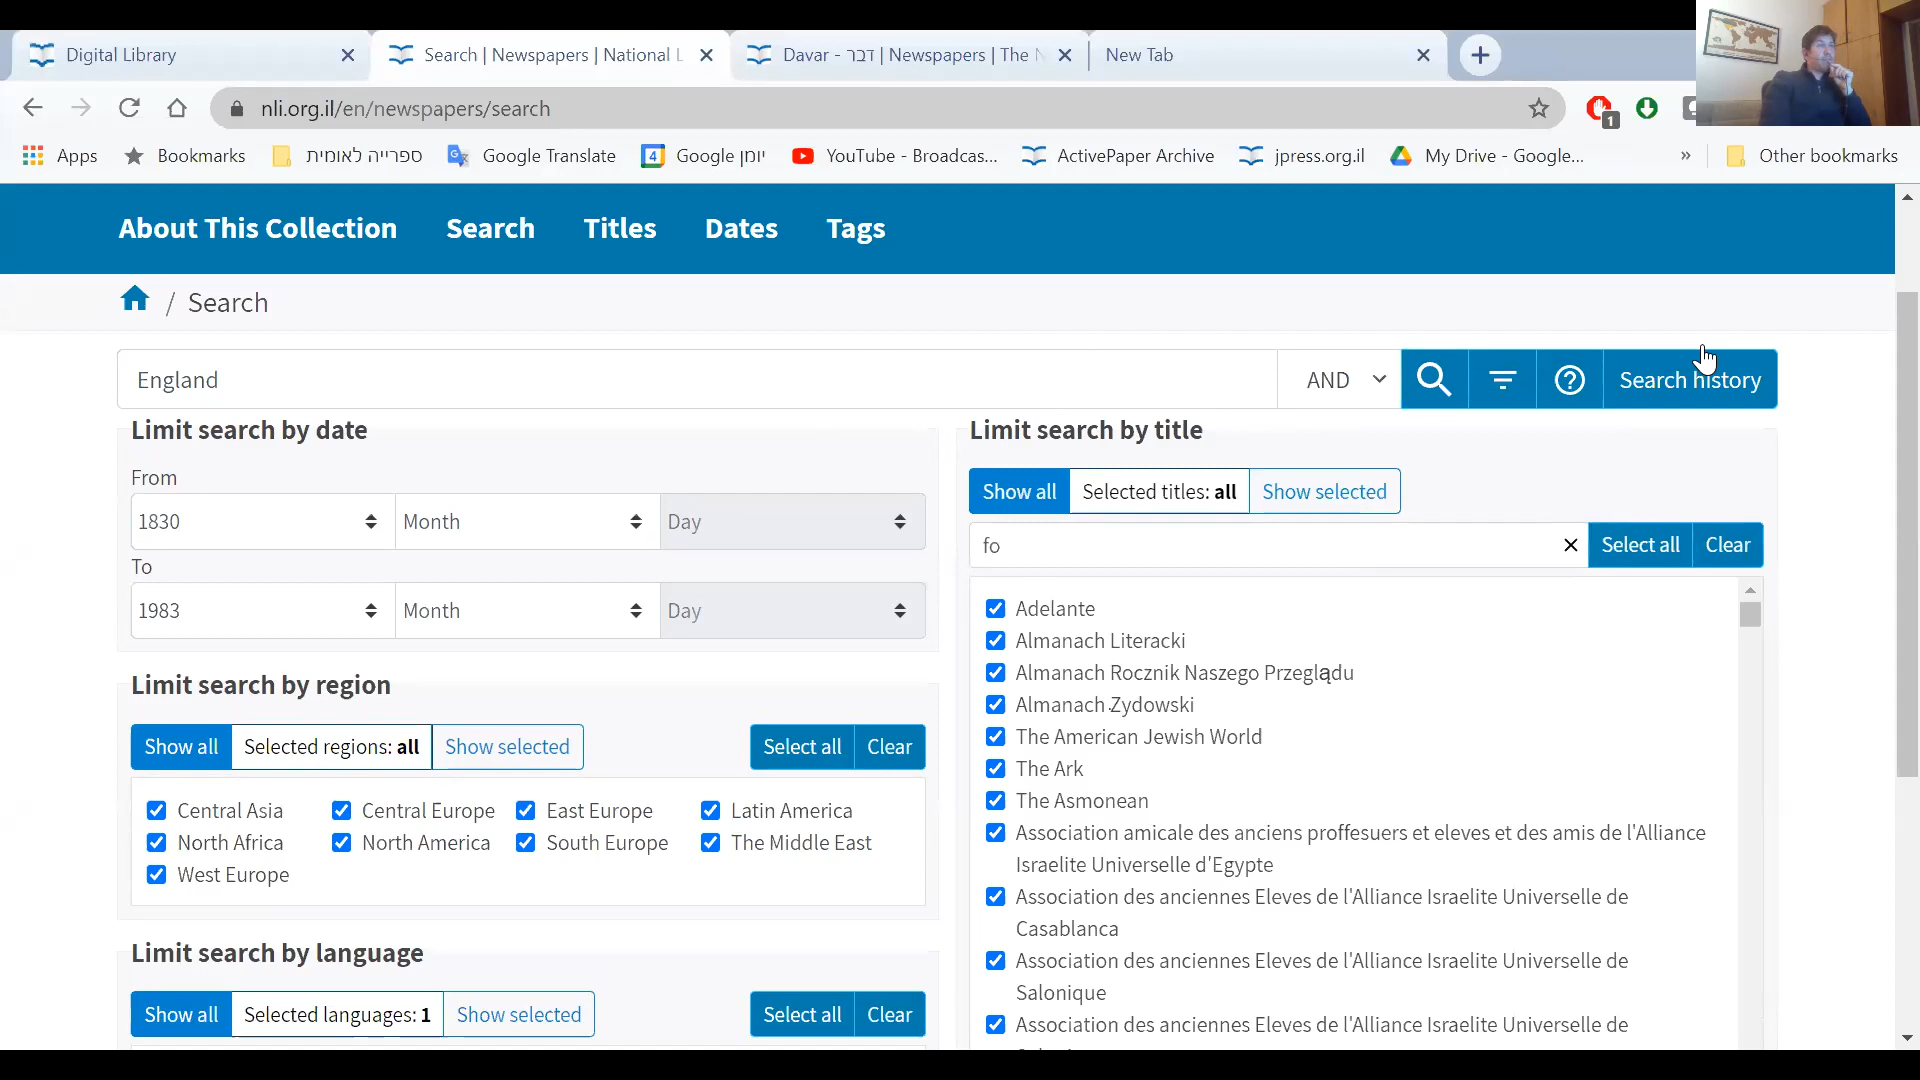 Digital Library
Search | Newspapers | National L
Davar - דבר | Newspapers | The N
New Tab
nli.org.il/en/newspapers/search
1
Apps
Bookmarks
ספרייה לאומית
Google Translate
4
יומן Google
YouTube - Broadcas...
ActivePaper Archive
jpress.org.il
My Drive - Google...
»
Other bookmarks
About This Collection Search Titles Dates Tags
/ Search
England
AND
Search history
Limit search by date
From
1830 Month Day
To
1983 Month Day
Limit search by region
Show all Selected regions: all Show selected
Select all Clear
Central Asia Central Europe East Europe Latin America
North Africa North America South Europe The Middle East
West Europe
Limit search by language
Show all Selected languages: 1 Show selected
Select all Clear
Limit search by title
Show all Selected titles: all Show selected
fo
Select all Clear
Adelante
Almanach Literacki
Almanach Rocznik Naszego Przeglądu
Almanach Zydowski
The American Jewish World
The Ark
The Asmonean
Association amicale des anciens proffesuers et eleves et des amis de l'Alliance
Israelite Universelle d'Egypte
Association des anciennes Eleves de l'Alliance Israelite Universelle de
Casablanca
Association des anciennes Eleves de l'Alliance Israelite Universelle de
Salonique
Association des anciennes Eleves de l'Alliance Israelite Universelle de